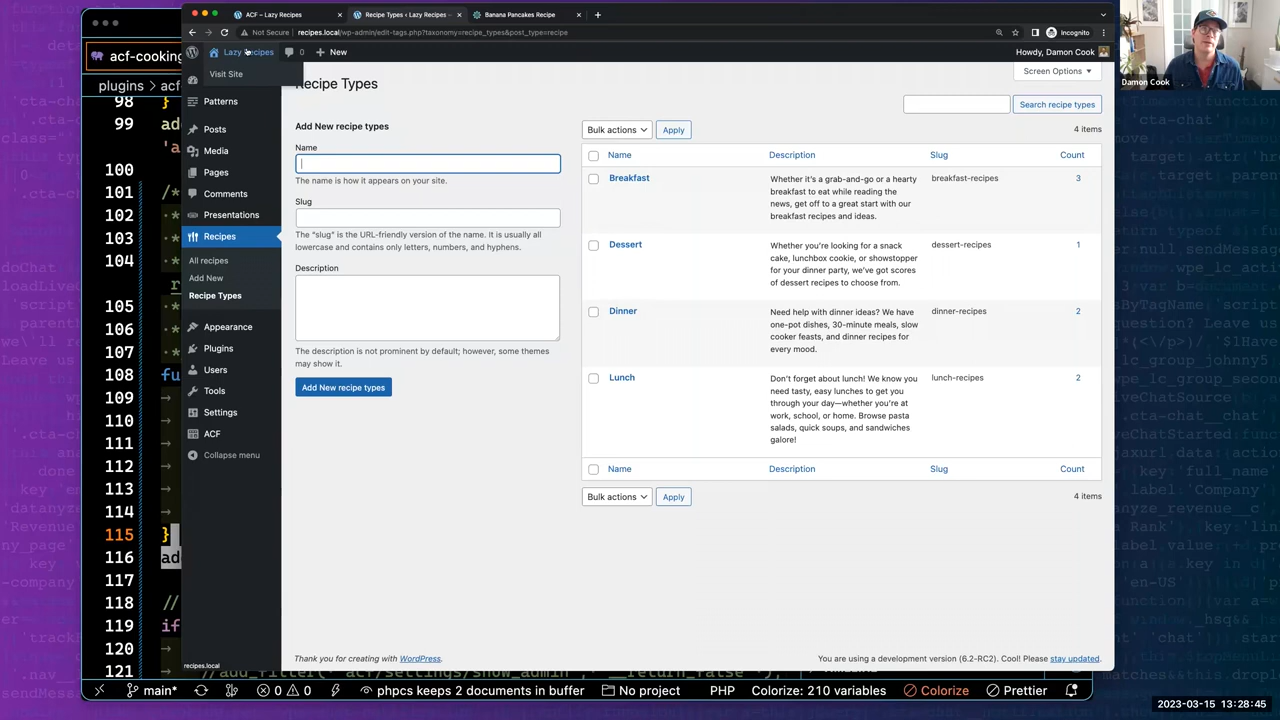 ACF – Lazy Recipes
Recipe Types ‹ Lazy Recipes –
Banana Pancakes Recipe
Not Secure
recipes.local/wp-admin/edit-tags.php?taxonomy=recipe_types&post_type=recipe
Incognito
Lazy Recipes
0
New
Howdy, Damon Cook
Damon Cook
Visit Site
Patterns
Posts
Media
Pages
Comments
Presentations
Recipes
All recipes
Add New
Recipe Types
Appearance
Plugins
Users
Tools
Settings
ACF
Collapse menu
recipes.local
Recipe Types
Screen Options
Search recipe types
Add New recipe types
Name
The name is how it appears on your site.
Slug
The “slug” is the URL-friendly version of the name. It is usually all
lowercase and contains only letters, numbers, and hyphens.
Description
The description is not prominent by default; however, some themes
may show it.
Add New recipe types
Bulk actions
Apply
4 items
Name Description Slug Count
Breakfast
Whether it’s a grab-and-go or a hearty
breakfast to eat while reading the
news, get off to a great start with our
breakfast recipes and ideas.
breakfast-recipes
3
Dessert
Whether you’re looking for a snack
cake, lunchbox cookie, or showstopper
for your dinner party, we’ve got scores
of dessert recipes to choose from.
dessert-recipes
1
Dinner
Need help with dinner ideas? We have
one-pot dishes, 30-minute meals, slow
cooker feasts, and dinner recipes for
every mood.
dinner-recipes
2
Lunch
Don’t forget about lunch! We know you
need tasty, easy lunches to get you
through your day—whether you’re at
work, school, or home. Browse pasta
salads, quick soups, and sandwiches
galore!
lunch-recipes
2
Name Description Slug Count
Bulk actions
Apply
4 items
Thank you for creating with WordPress.
You are using a development version (6.2-RC2). Cool! Please stay updated.
acf-cooking
plugins > acf
98 }
99 ad
100
101 /*
102
103
104
105
106
107
108 fu
109
110
111
112
113
114
115 }
116 ad
117
118 //
119 if
120
121
main*
0
0
phpcs keeps 2 documents in buffer
No project
PHP
Colorize: 210 variables
Colorize
Prettier
2023-03-15 13:28:45